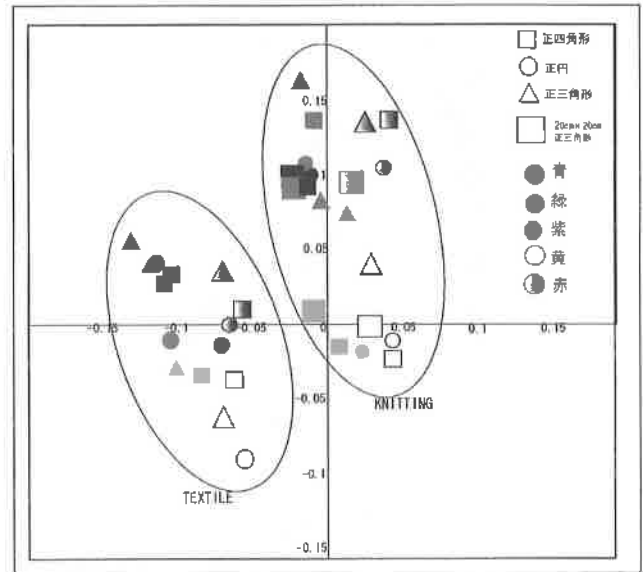 正四角形
正円
正三角形
20cm×20cm
正三角形
青
緑
紫
黄
赤
0.15
0.1
0.05
-0.15
-0.1
-0.05
0.05
0.1
0.15
-0.05
-0.1
-0.15
KNITTING
TEXTILE